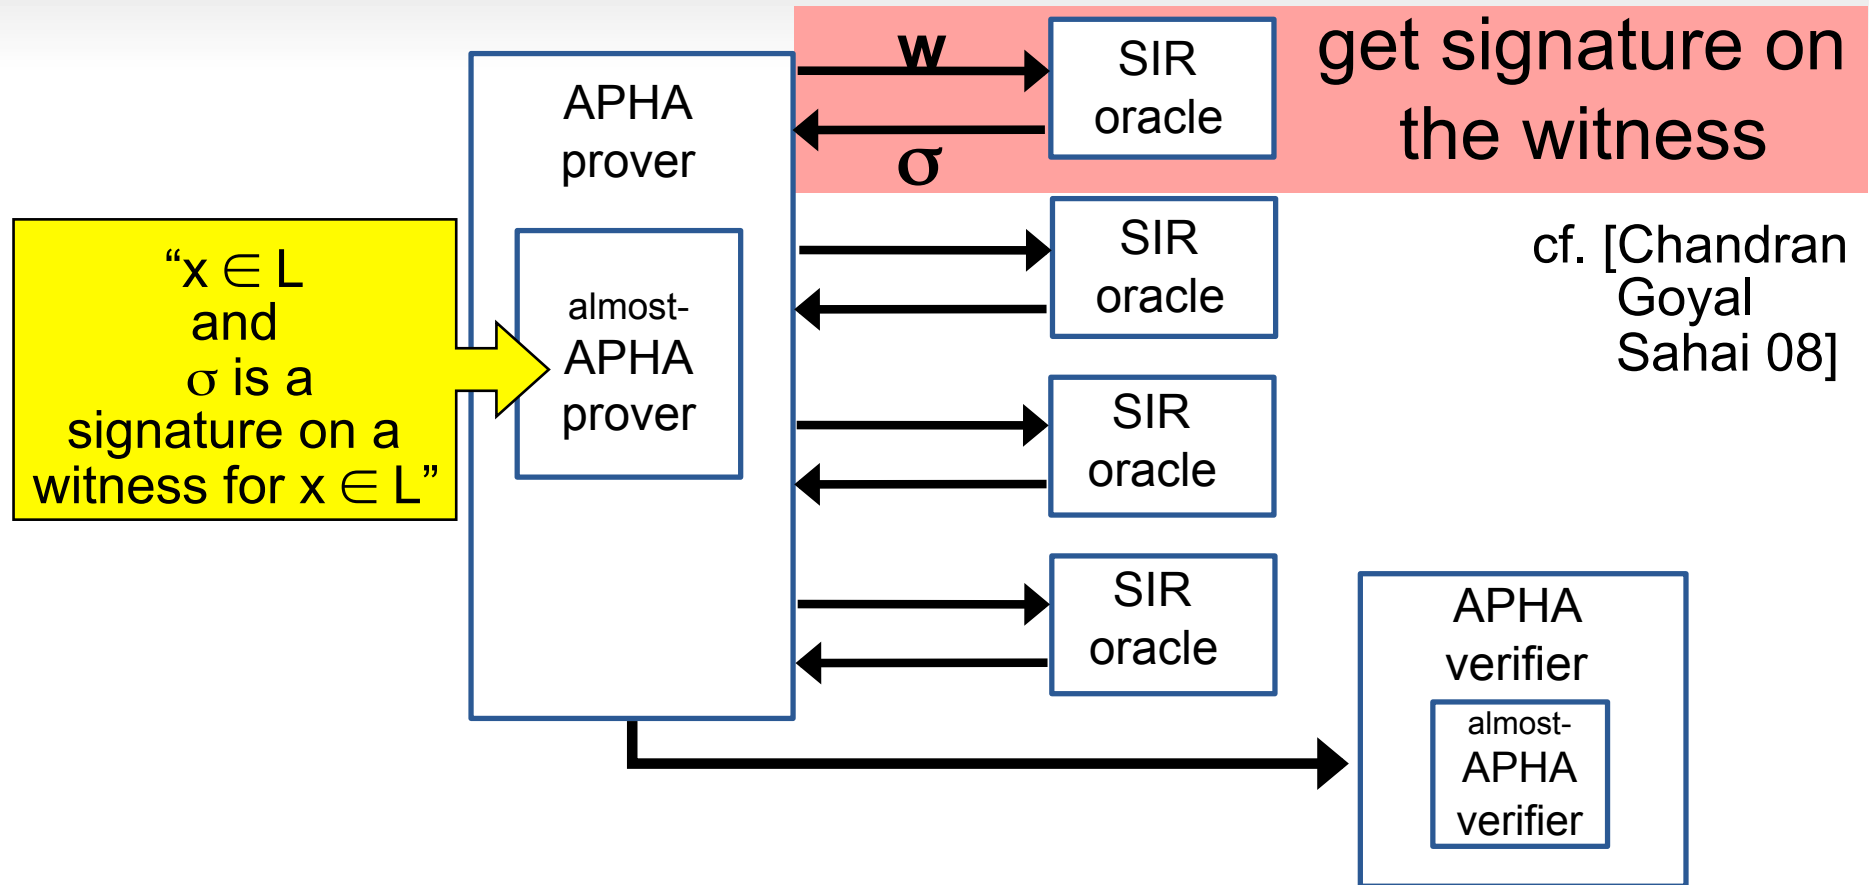 w
σ
SIR
oracle
get signature on
the witness
APHA
prover
SIR
oracle
cf. [Chandran
Goyal
Sahai 08]
“x ∈ L
and
σ is a
signature on a
witness for x ∈ L”
almost-
APHA
prover
SIR
oracle
SIR
oracle
APHA
verifier
almost-
APHA
verifier